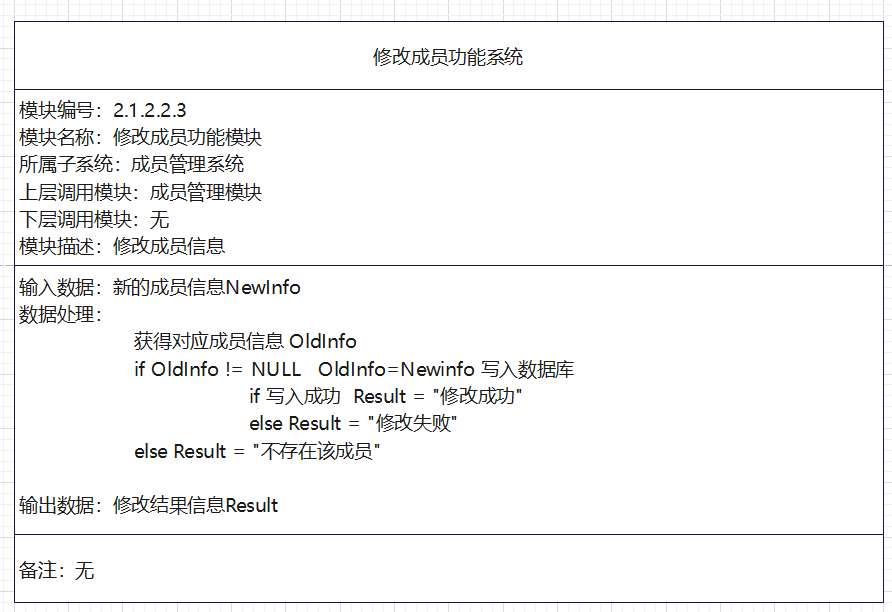 修改成员功能系统
模块编号：2.1.2.2.3
模块名称：修改成员功能模块
所属子系统：成员管理系统
上层调用模块：成员管理模块
下层调用模块：无
模块描述：修改成员信息
输入数据：新的成员信息NewInfo
数据处理：
获得对应成员信息 OldInfo
if OldInfo != NULL   OldInfo=Newinfo 写入数据库
if 写入成功  Result = "修改成功"
else Result = "修改失败"
else Result = "不存在该成员"
输出数据：修改结果信息Result
备注：无